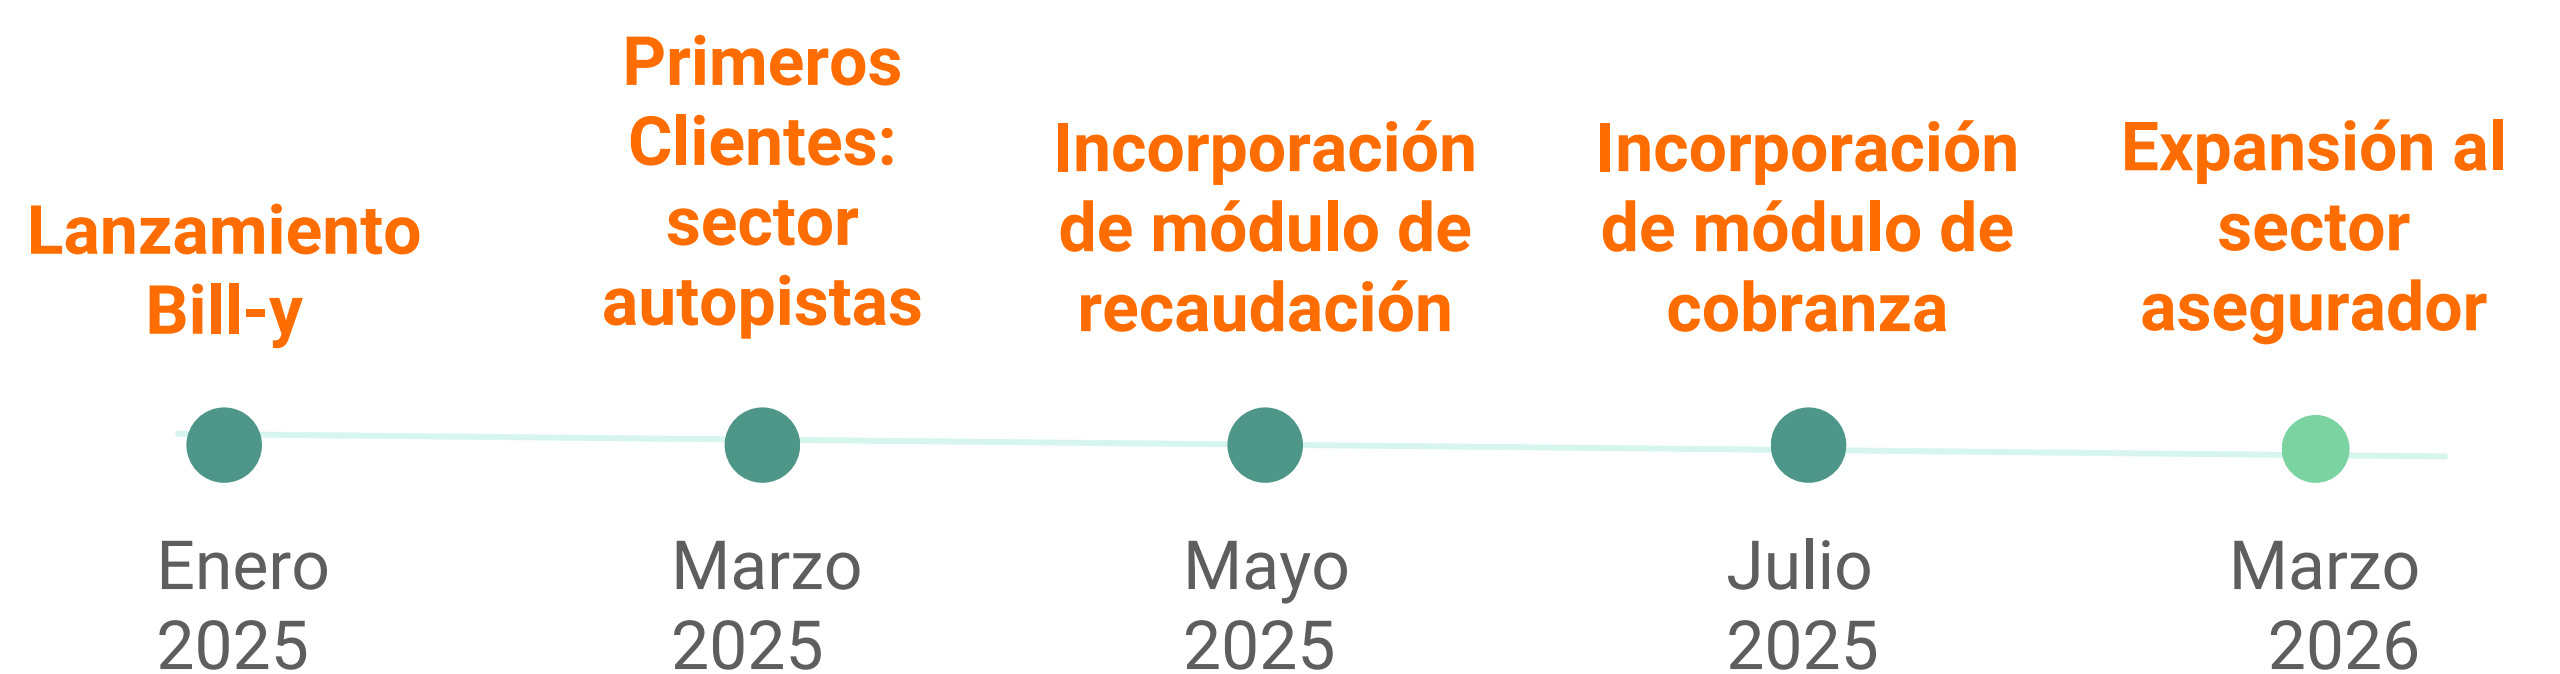 Lanzamiento
Bill-y
Primeros
Clientes:
sector
autopistas
Incorporación
de módulo de
recaudación
Incorporación
de módulo de
cobranza
Expansión al
sector
asegurador
Enero
2025
Marzo
2025
Mayo
2025
Julio
2025
Marzo
2026